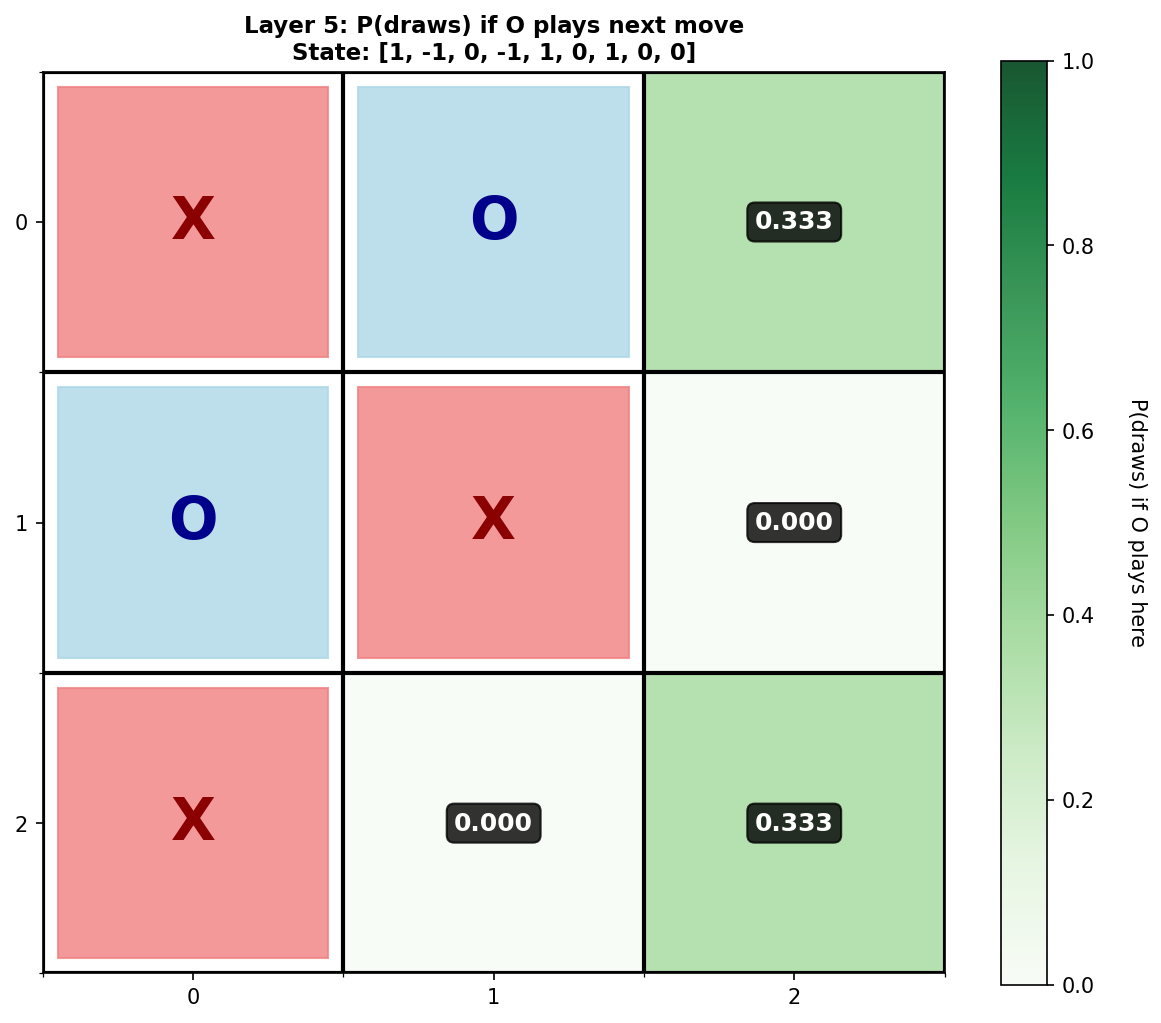 Layer 5: P(draws) if O plays next move
State: [1, -1, 0, -1, 1, 0, 1, 0, 0]
0
X
O
0.333
1
O
X
0.000
2
X
0.000
0.333
0
1
2
1.0
0.8
0.6
0.4
0.2
0.0
P(draws) if O plays here